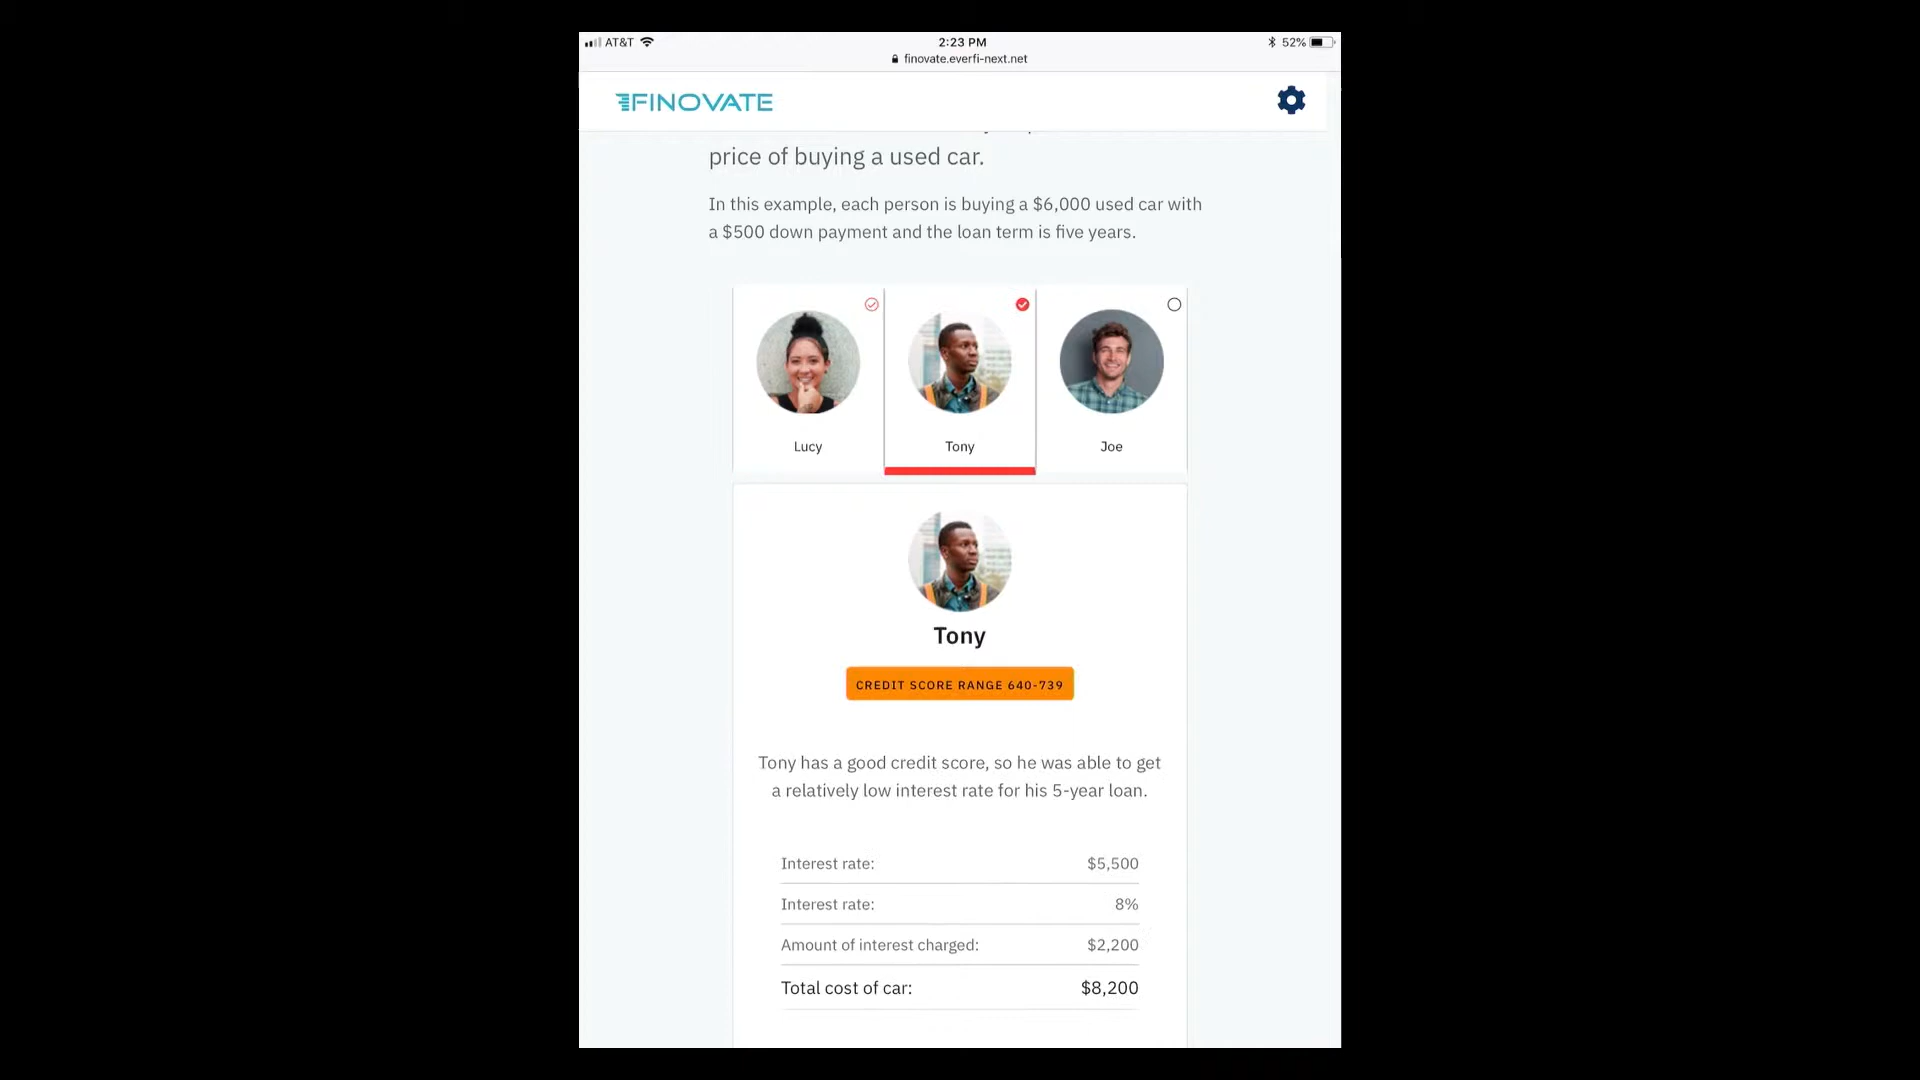 AT&T
2:23 PM
52%
finovate.everfi-next.net
FINOVATE
price of buying a used car.
In this example, each person is buying a $6,000 used car with
a $500 down payment and the loan term is five years.
Lucy
Tony
Joe
Tony
CREDIT SCORE RANGE 640-739
Tony has a good credit score, so he was able to get
a relatively low interest rate for his 5-year loan.
Interest rate: $5,500
Interest rate: 8%
Amount of interest charged: $2,200
Total cost of car: $8,200